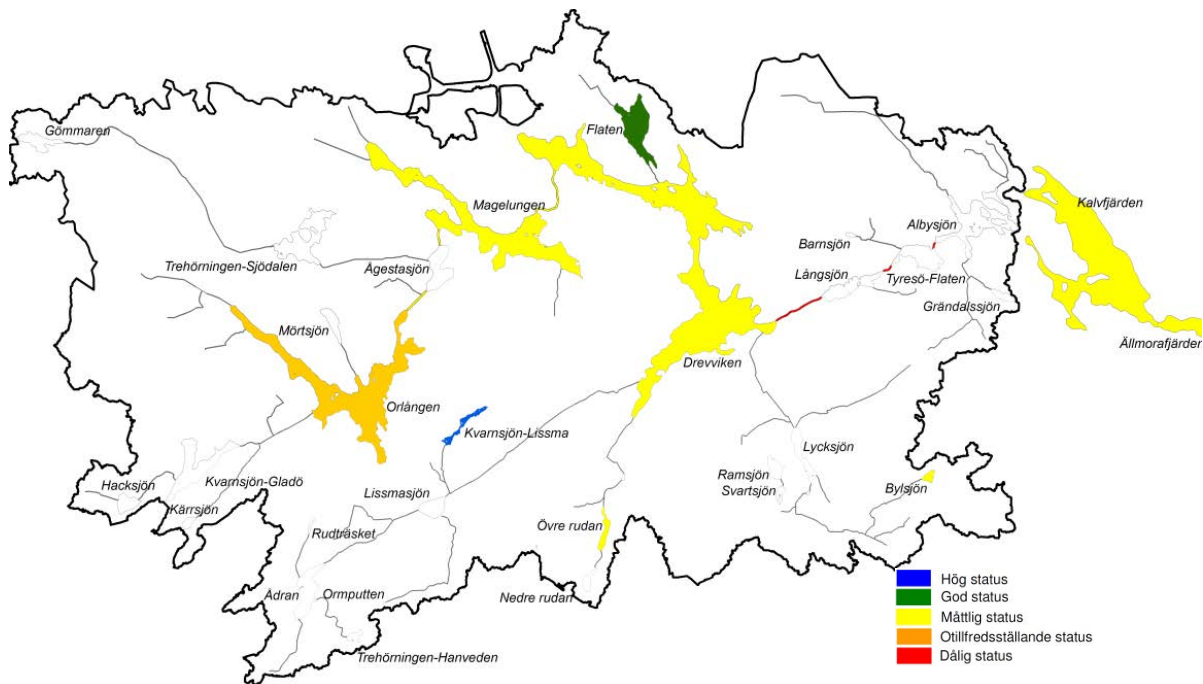 Gömmaren
Flaten
Kalvfjärden
Magelungen
Albysjön
Barnsjön
Trehörningen-Sjödalen
Ågestasjön
Långsjön
Tyresö-Flaten
Grändalssjön
Mörtsjön
Ällmorafjärden
Drevviken
Orlången
Kvarnsjön-Lissma
Lycksjön
Hacksjön
Kvarnsjön-Gladö
Lissmasjön
Ramsjön
Svartsjön
Bylsjön
Kärrsjön
Rudträsket
Övre rudan
Ådran
Ormputten
Nedre rudan
Trehörningen-Hanveden
Hög status
God status
Måttlig status
Otillfredsställande status
Dålig status